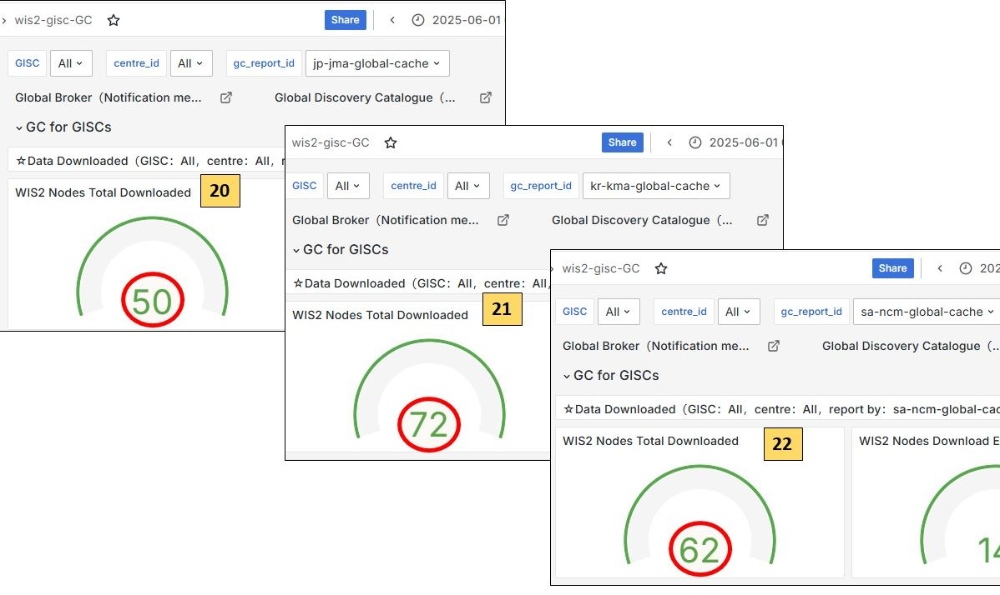 wis2-gisc-GC Share 2025-06-01
GISC All centre_id All gc_report_id jp-jma-global-cache
Global Broker（Notification me... Global Discovery Catalogue（...
GC for GISCs
☆Data Downloaded（GISC：All，centre：All，
WIS2 Nodes Total Downloaded 20
50
wis2-gisc-GC Share 2025-06-01
GISC All centre_id All gc_report_id kr-kma-global-cache
Global Broker（Notification me... Global Discovery Catalogue（...
GC for GISCs
☆Data Downloaded（GISC：All，centre：All，
WIS2 Nodes Total Downloaded 21
72
wis2-gisc-GC Share 202
GISC All centre_id All gc_report_id sa-ncm-global-cache
Global Broker（Notification me... Global Discovery Catalogue（...
GC for GISCs
☆Data Downloaded（GISC：All，centre：All，report by：sa-ncm-global-cac
WIS2 Nodes Total Downloaded 22 WIS2 Nodes Download E
62 14